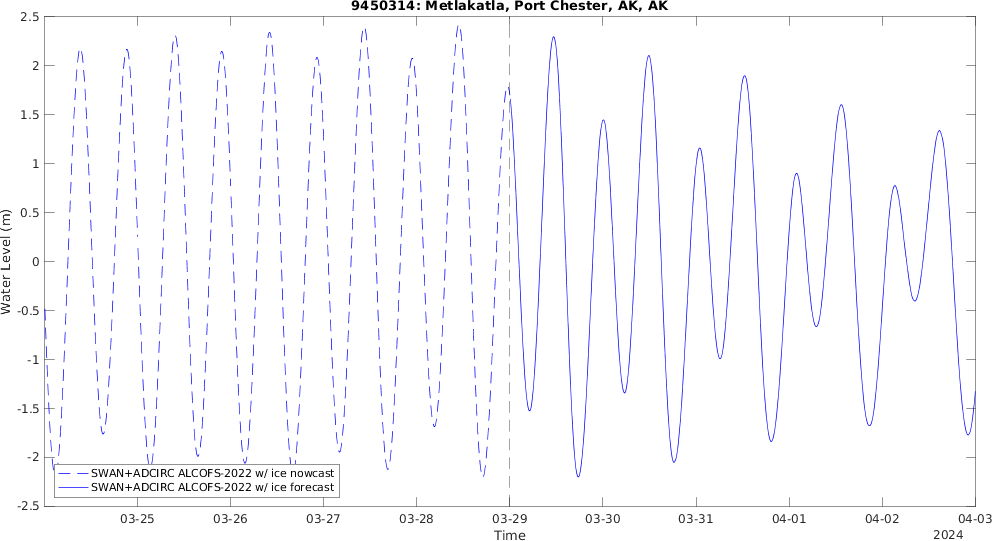 9450314: Metlakatla, Port Chester, AK, AK
2.5
2
1.5
1
0.5
0
-0.5
-1
-1.5
-2
-2.5
Water Level (m)
SWAN+ADCIRC ALCOFS-2022 w/ ice nowcast
SWAN+ADCIRC ALCOFS-2022 w/ ice forecast
03-25 03-26 03-27 03-28 03-29 03-30 03-31 04-01 04-02 04-03
Time
2024